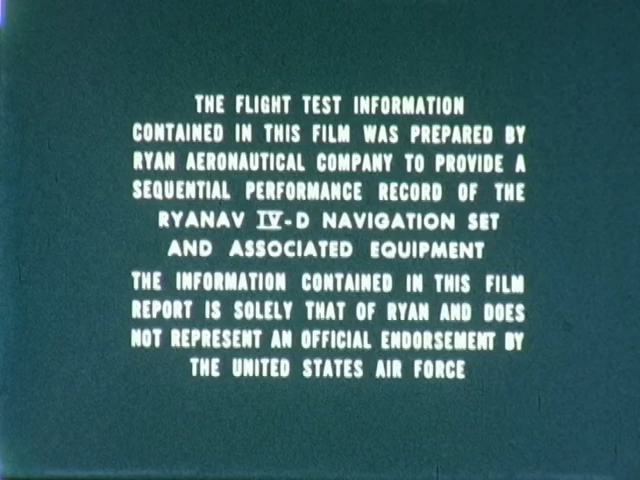 THE FLIGHT TEST INFORMATION
CONTAINED IN THIS FILM WAS PREPARED BY
RYAN AERONAUTICAL COMPANY TO PROVIDE A
SEQUENTIAL PERFORMANCE RECORD OF THE
RYANAV IV-D NAVIGATION SET
AND ASSOCIATED EQUIPMENT
THE INFORMATION CONTAINED IN THIS FILM
REPORT IS SOLELY THAT OF RYAN AND DOES
NOT REPRESENT AN OFFICIAL ENDORSEMENT BY
THE UNITED STATES AIR FORCE